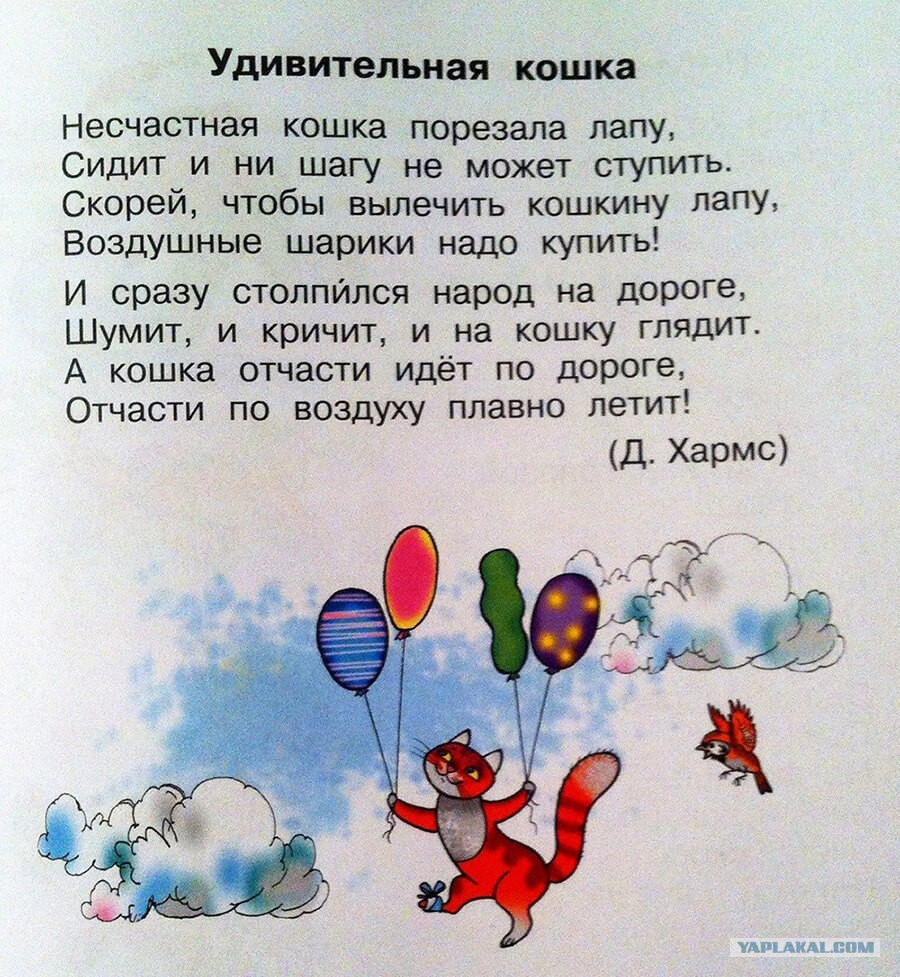 Удивительная кошка
Несчастная кошка порезала лапу,
Сидит и ни шагу не может ступить.
Скорей, чтобы вылечить кошкину лапу,
Воздушные шарики надо купить!
И сразу столпи́лся народ на дороге,
Шумит, и кричит, и на кошку глядит.
А кошка отчасти идёт по дороге,
Отчасти по воздуху плавно летит!
(Д. Хармс)
YAPLAKAL.COM